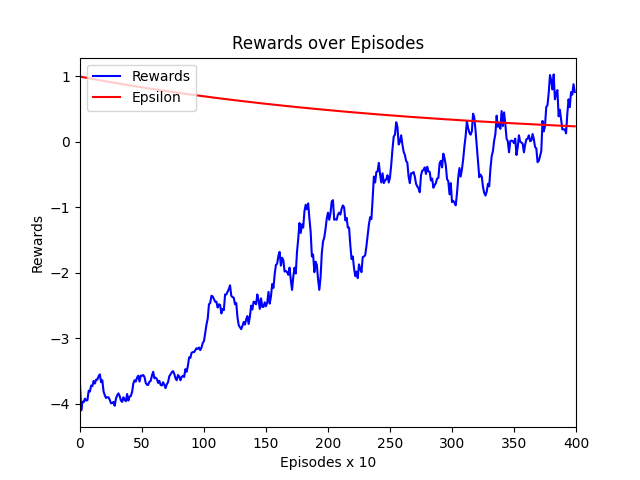 Rewards over Episodes
Rewards
Epsilon
1
0
−1
−2
−3
−4
Rewards
0 50 100 150 200 250 300 350 400
Episodes x 10